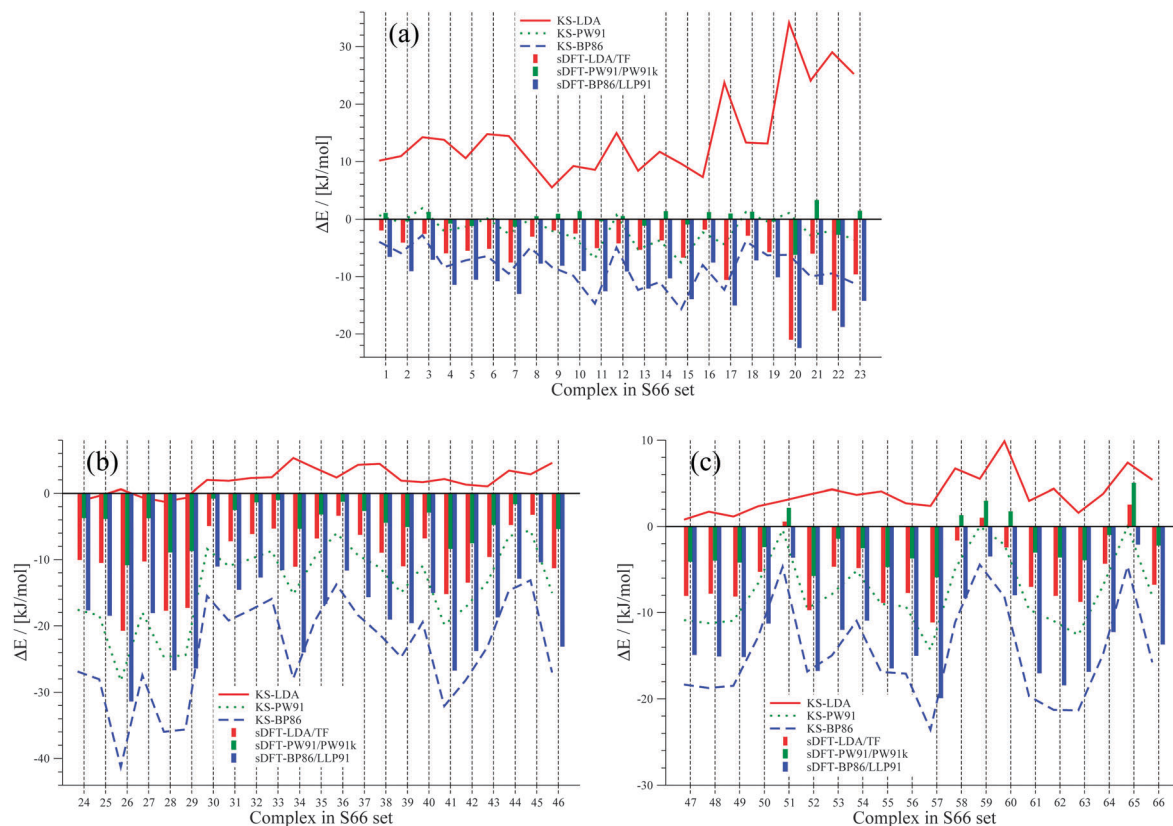 (a)
KS-LDA
KS-PW91
KS-BP86
sDFT-LDA/TF
sDFT-PW91/PW91k
sDFT-BP86/LLP91
ΔE / [kJ/mol]
30
20
10
0
-10
-20
1 2 3 4 5 6 7 8 9 10 11 12 13 14 15 16 17 18 19 20 21 22 23
Complex in S66 set
(b)
ΔE / [kJ/mol]
0
-10
-20
-30
-40
KS-LDA
KS-PW91
KS-BP86
sDFT-LDA/TF
sDFT-PW91/PW91k
sDFT-BP86/LLP91
24 25 26 27 28 29 30 31 32 33 34 35 36 37 38 39 40 41 42 43 44 45 46
Complex in S66 set
(c)
ΔE / [kJ/mol]
10
0
-10
-20
-30
KS-LDA
KS-PW91
KS-BP86
sDFT-LDA/TF
sDFT-PW91/PW91k
sDFT-BP86/LLP91
47 48 49 50 51 52 53 54 55 56 57 58 59 60 61 62 63 64 65 66
Complex in S66 set